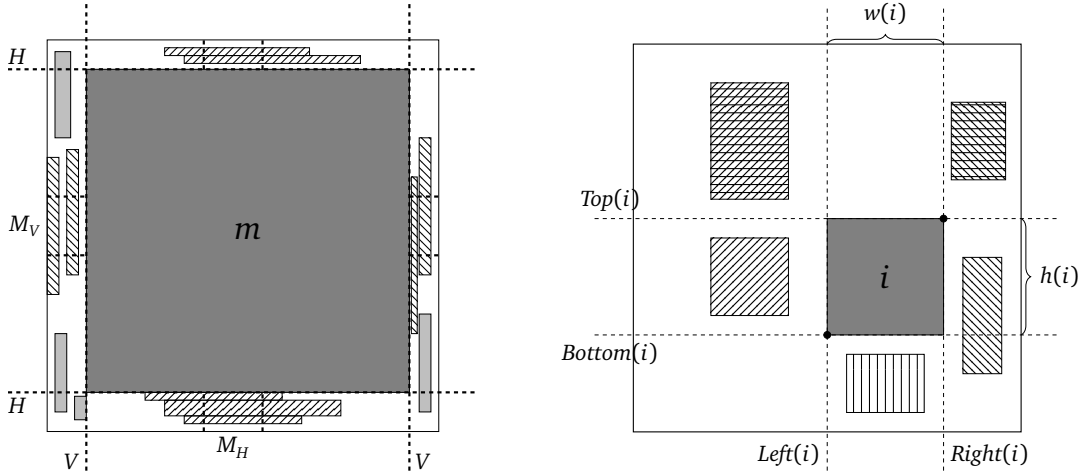 H
M_V
m
H
V
M_H
V
w(i)
Top(i)
i
h(i)
Bottom(i)
Left(i)
Right(i)